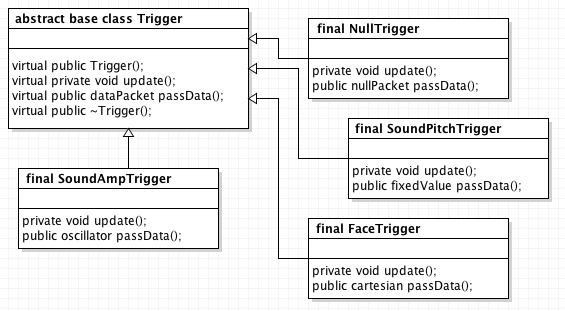 abstract base class Trigger
virtual public Trigger();
virtual private void update();
virtual public dataPacket passData();
virtual public ~Trigger();
final NullTrigger
private void update();
public nullPacket passData();
final SoundPitchTrigger
private void update();
public fixedValue passData();
final SoundAmpTrigger
private void update();
public oscillator passData();
final FaceTrigger
private void update();
public cartesian passData();